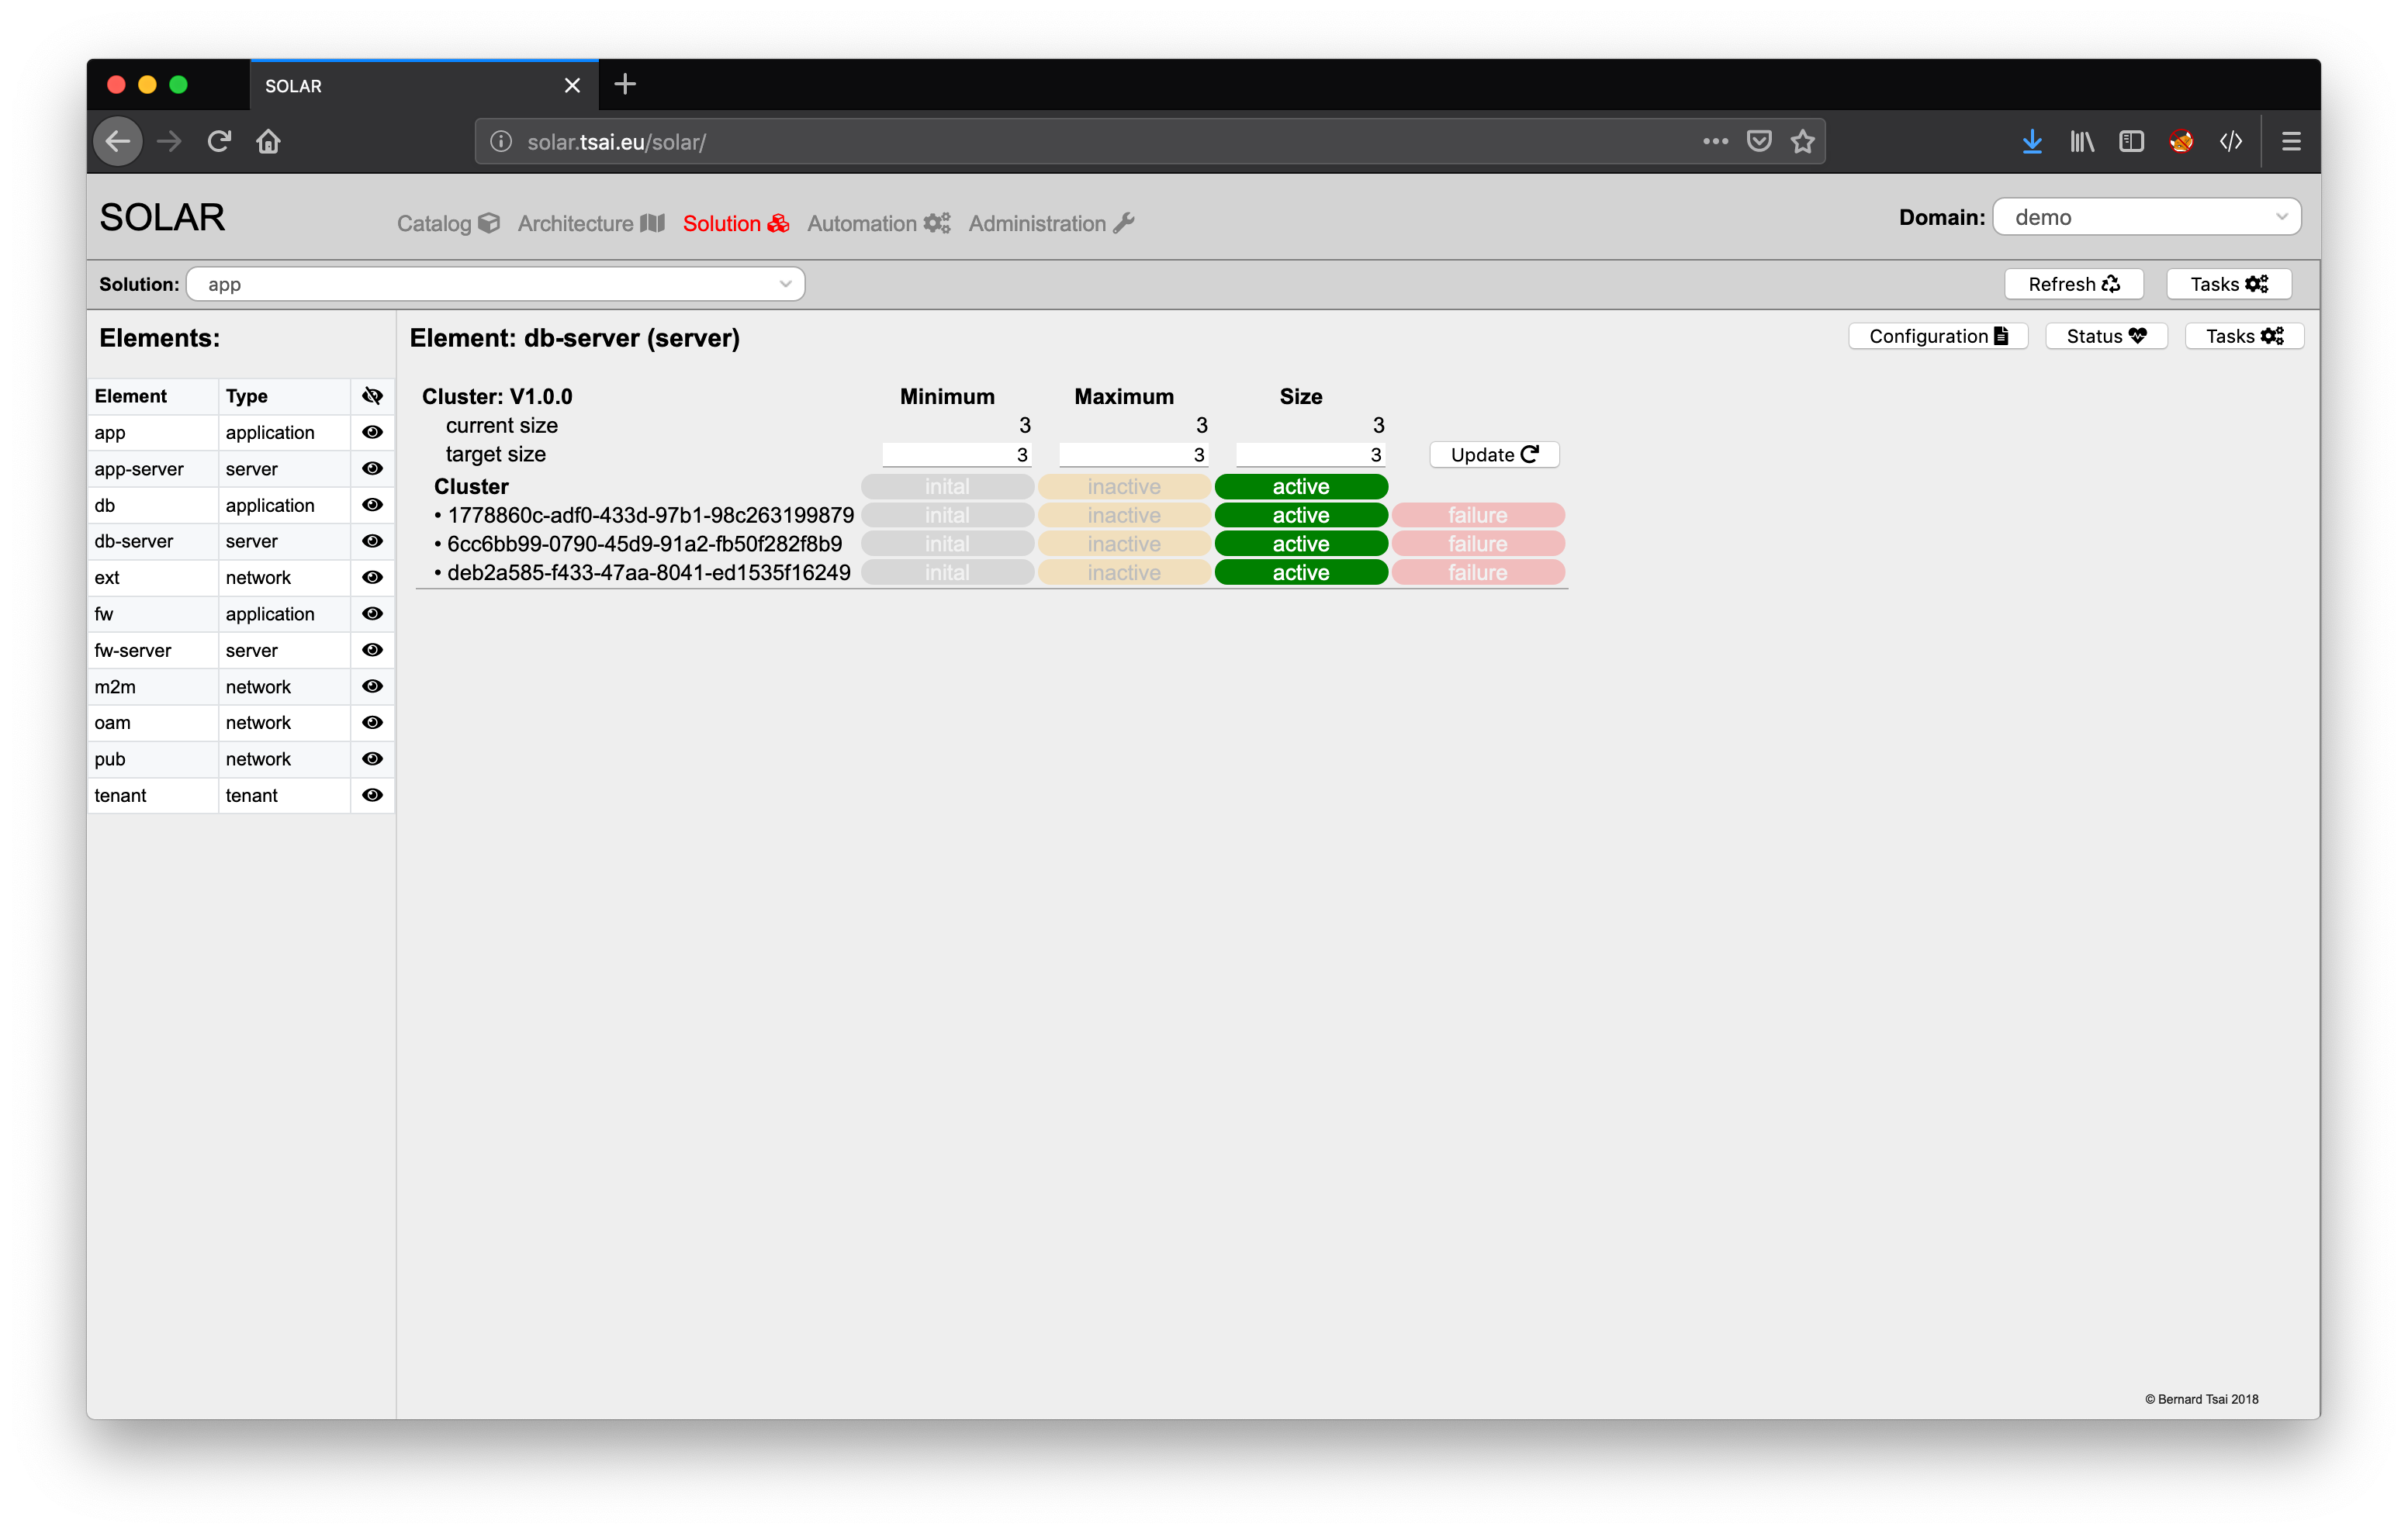 SOLAR
solar.tsai.eu/solar/
SOLAR
Catalog Architecture Solution Automation Administration
Domain: demo
Solution: app
Refresh Tasks
Elements:
Element Type
app application
app-server server
db application
db-server server
ext network
fw application
fw-server server
m2m network
oam network
pub network
tenant tenant
Element: db-server (server)
Configuration Status Tasks
Cluster: V1.0.0 Minimum Maximum Size
current size 3 3 3
target size 3 3 3 Update
Cluster inital inactive active
• 1778860c-adf0-433d-97b1-98c263199879 inital inactive active failure
• 6cc6bb99-0790-45d9-91a2-fb50f282f8b9 inital inactive active failure
• deb2a585-f433-47aa-8041-ed1535f16249 inital inactive active failure
© Bernard Tsai 2018